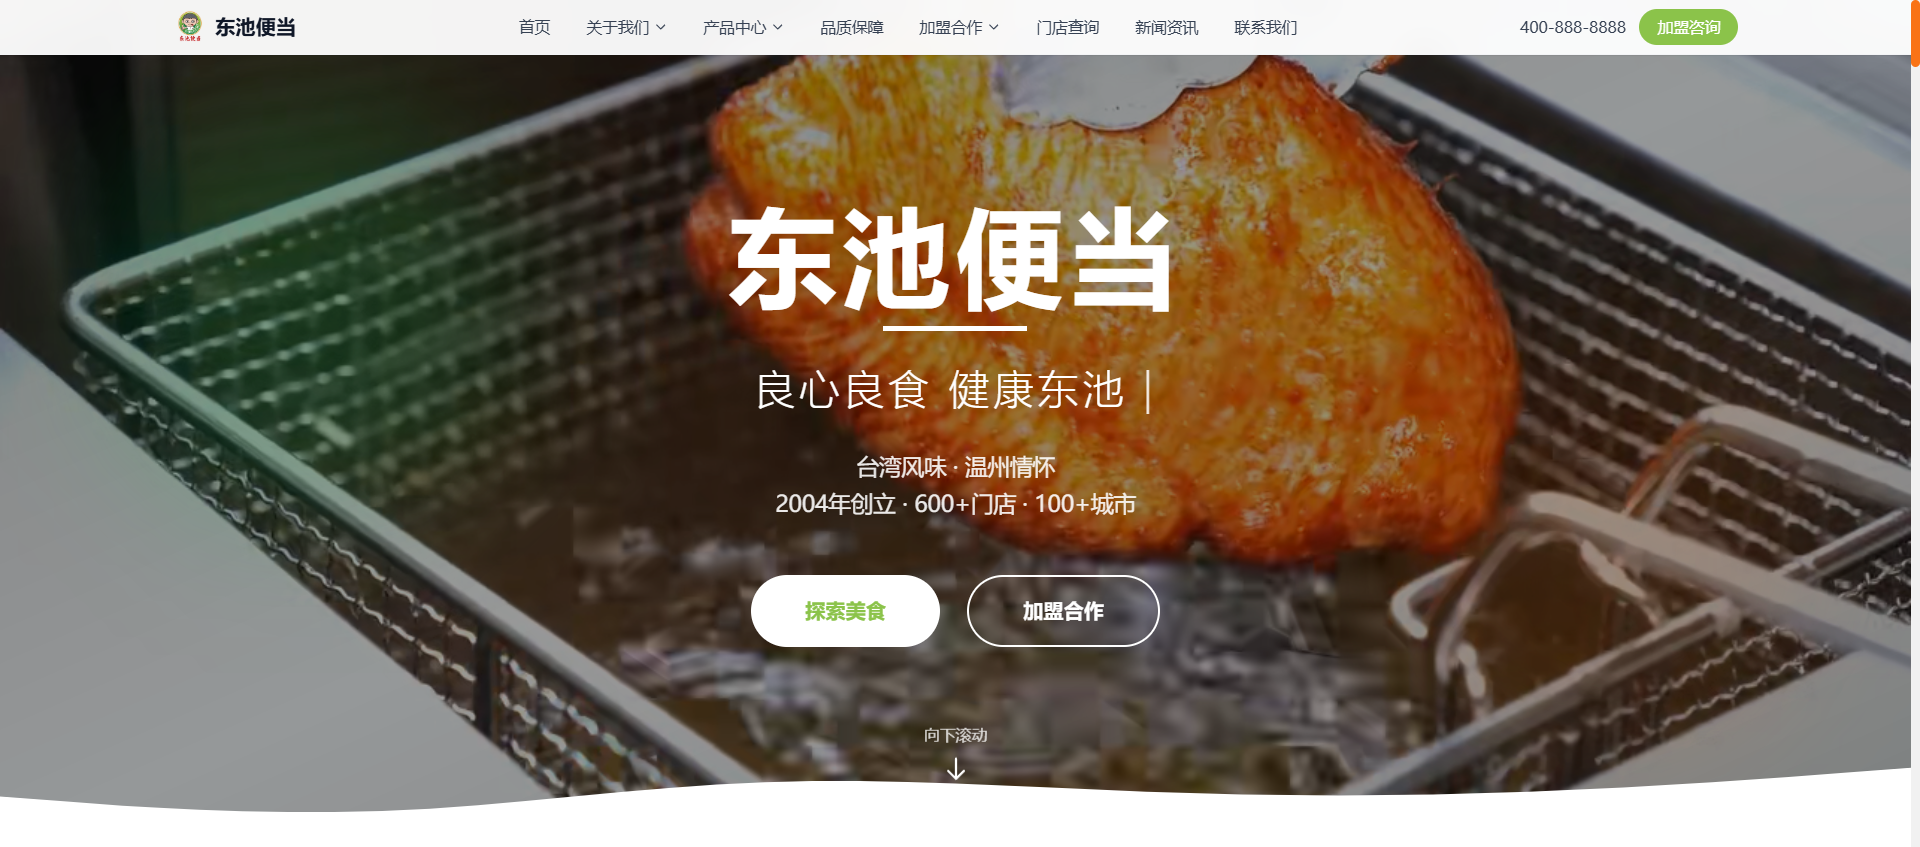 东池便当
首页 关于我们 产品中心 品质保障 加盟合作 门店查询 新闻资讯 联系我们
400-888-8888
加盟咨询
东池便当
良心良食 健康东池
台湾风味 · 温州情怀
2004年创立 · 600+门店 · 100+城市
探索美食
加盟合作
向下滚动